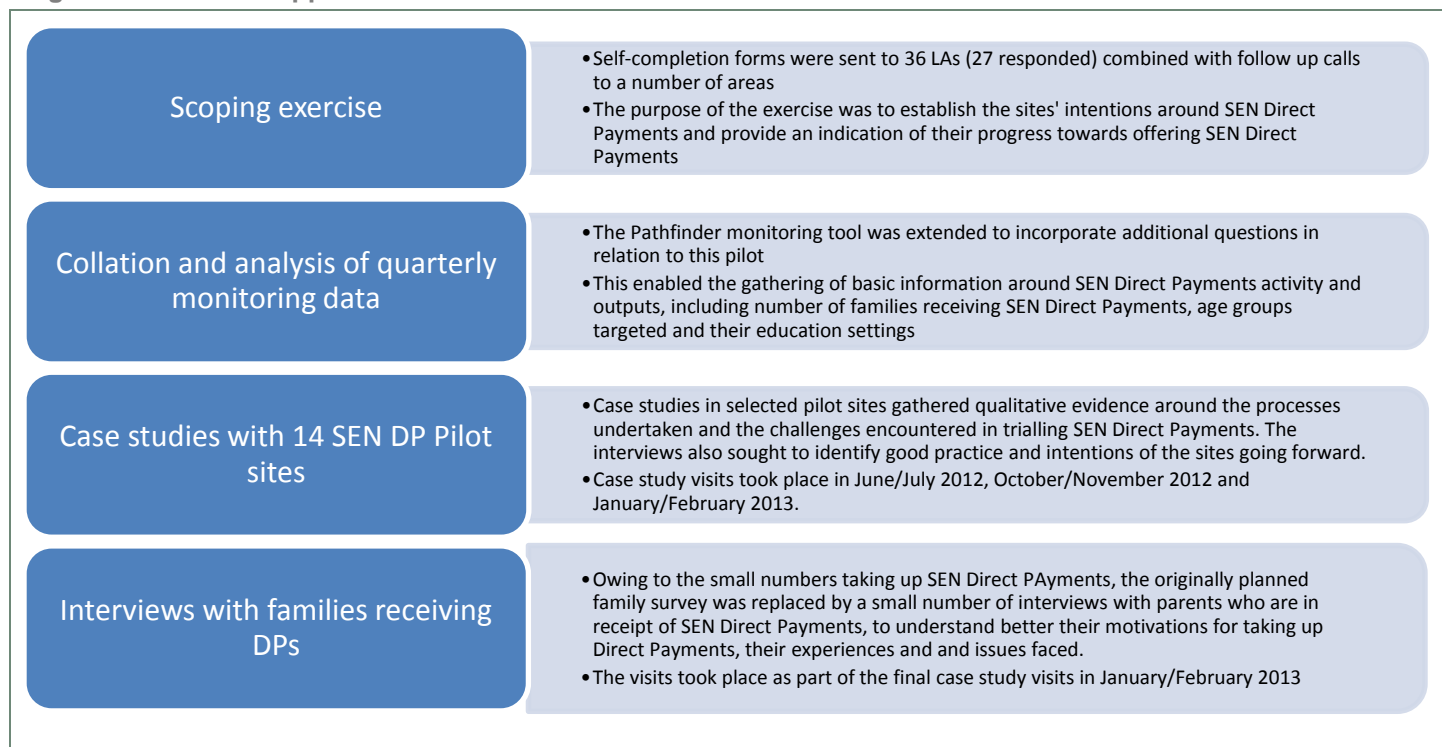 Scoping exercise
•Self-completion forms were sent to 36 LAs (27 responded) combined with follow up calls
to a number of areas
•The purpose of the exercise was to establish the sites' intentions around SEN Direct
Payments and provide an indication of their progress towards offering SEN Direct
Payments
Collation and analysis of quarterly
monitoring data
•The Pathfinder monitoring tool was extended to incorporate additional questions in
relation to this pilot
•This enabled the gathering of basic information around SEN Direct Payments activity and
outputs, including number of families receiving SEN Direct Payments, age groups
targeted and their education settings
Case studies with 14 SEN DP Pilot
sites
•Case studies in selected pilot sites gathered qualitative evidence around the processes
undertaken and the challenges encountered in trialling SEN Direct Payments. The
interviews also sought to identify good practice and intentions of the sites going forward.
•Case study visits took place in June/July 2012, October/November 2012 and
January/February 2013.
Interviews with families receiving
DPs
•Owing to the small numbers taking up SEN Direct PAyments, the originally planned
family survey was replaced by a small number of interviews with parents who are in
receipt of SEN Direct Payments, to understand better their motivations for taking up
Direct Payments, their experiences and and issues faced.
•The visits took place as part of the final case study visits in January/February 2013